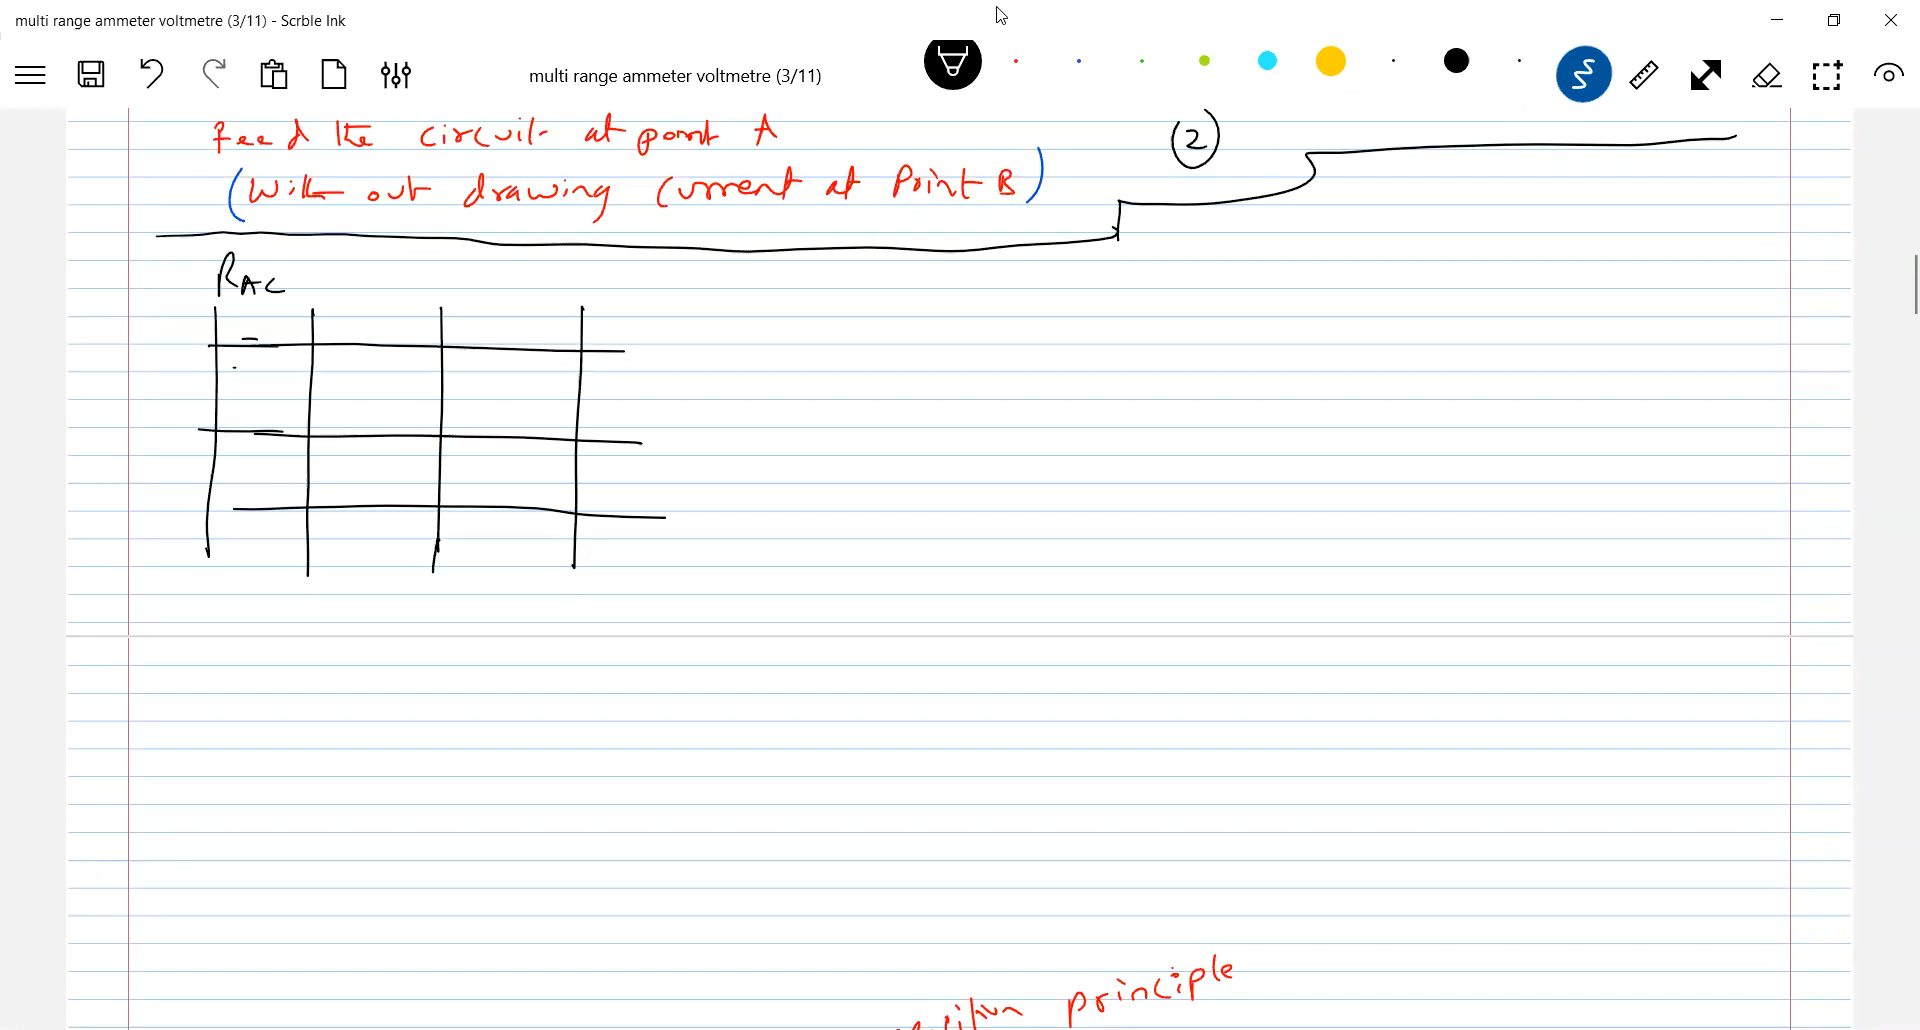 multi range ammeter voltmetre (3/11) - Scrble Ink
multi range ammeter voltmetre (3/11)
feed the circuit at point A
(2)
(With out drawing current at Point B)
RAC
principle